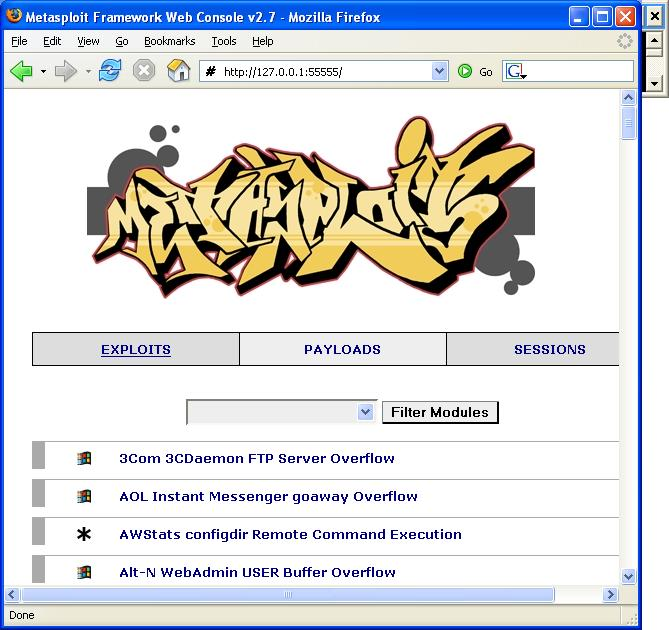 Metasploit Framework Web Console v2.7 - Mozilla Firefox
File Edit View Go Bookmarks Tools Help
# http://127.0.0.1:55555/ Go G
METASPLOIT
EXPLOITS PAYLOADS SESSIONS
Filter Modules
3Com 3CDaemon FTP Server Overflow
AOL Instant Messenger goaway Overflow
* AWStats configdir Remote Command Execution
Alt-N WebAdmin USER Buffer Overflow
Done